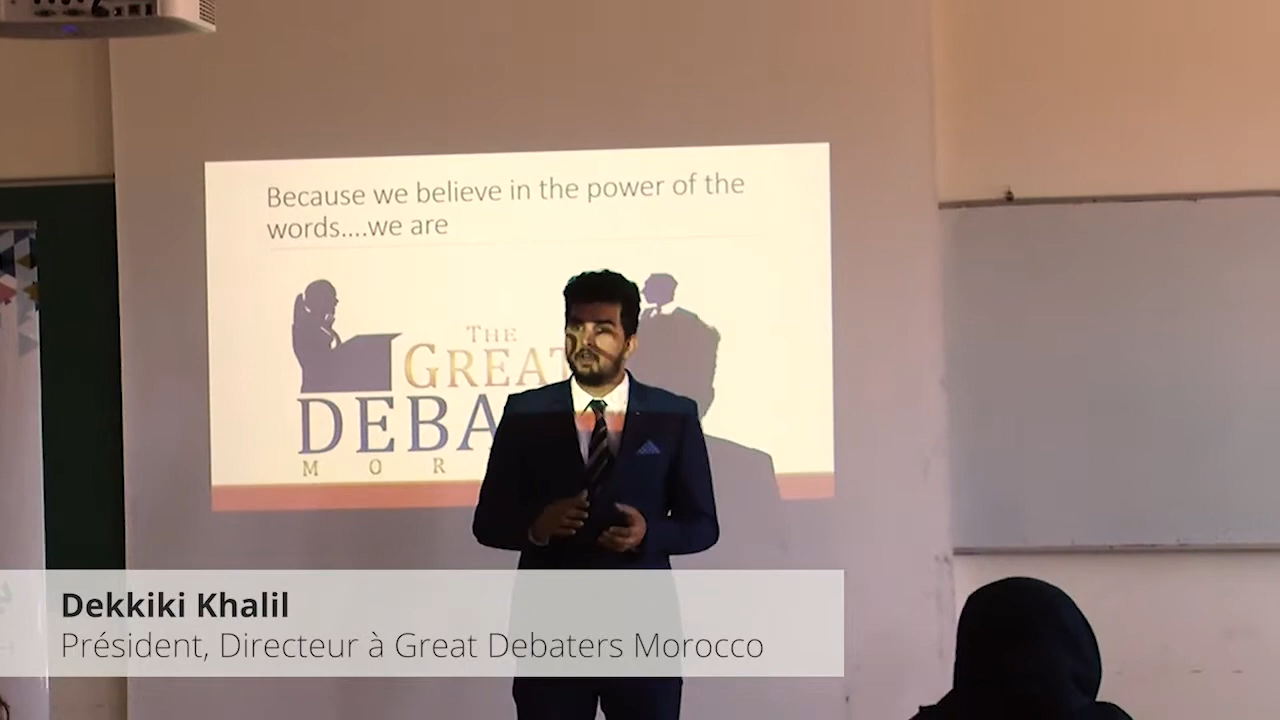 Because we believe in the power of the
words....we are
THE
GREAT
DEBA
M O R
Dekkiki Khalil
Président, Directeur à Great Debaters Morocco